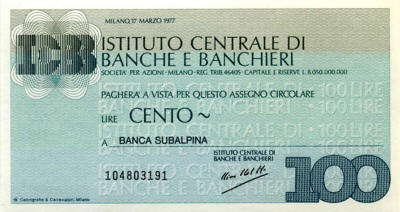 MILANO, 17 MARZO 1977
ICB ISTITUTO CENTRALE DI
BANCHE E BANCHIERI
SOCIETA' PER AZIONI - MILANO - REG. TRIB. 46405 - CAPITALE E RISERVE L. 8.050.000.000
PAGHERA' A VISTA PER QUESTO ASSEGNO CIRCOLARE
LIRE CENTO ~
A BANCA SUBALPINA
104803191
ISTITUTO CENTRALE DI
BANCHE E BANCHIERI
100
100 LIRE